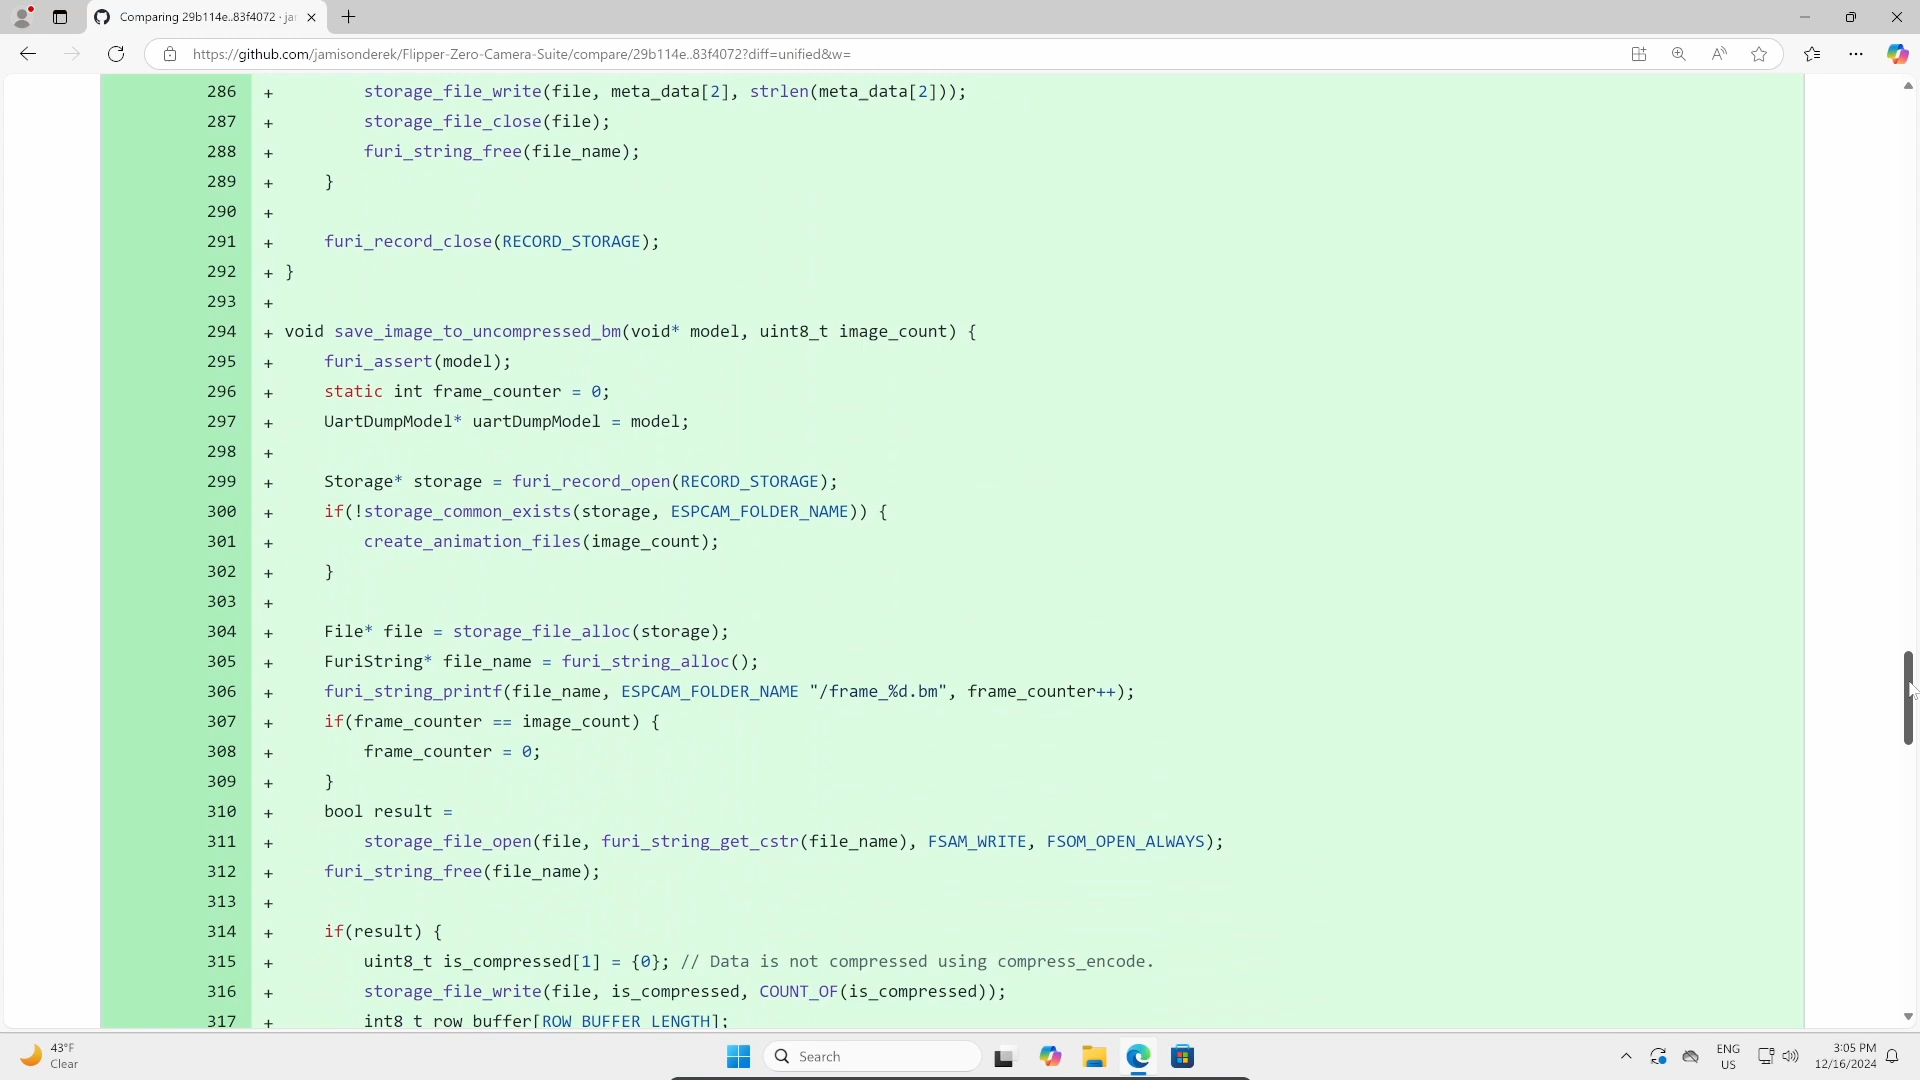 Comparing 29b114e..83f4072 · ja
https://github.com/jamisonderek/Flipper-Zero-Camera-Suite/compare/29b114e..83f4072?diff=unified&w=
286 + storage_file_write(file, meta_data[2], strlen(meta_data[2]));
287 + storage_file_close(file);
288 + furi_string_free(file_name);
289 + }
290 +
291 + furi_record_close(RECORD_STORAGE);
292 + }
293 +
294 + void save_image_to_uncompressed_bm(void* model, uint8_t image_count) {
295 + furi_assert(model);
296 + static int frame_counter = 0;
297 + UartDumpModel* uartDumpModel = model;
298 +
299 + Storage* storage = furi_record_open(RECORD_STORAGE);
300 + if(!storage_common_exists(storage, ESPCAM_FOLDER_NAME)) {
301 + create_animation_files(image_count);
302 + }
303 +
304 + File* file = storage_file_alloc(storage);
305 + FuriString* file_name = furi_string_alloc();
306 + furi_string_printf(file_name, ESPCAM_FOLDER_NAME "/frame_%d.bm", frame_counter++);
307 + if(frame_counter == image_count) {
308 + frame_counter = 0;
309 + }
310 + bool result =
311 + storage_file_open(file, furi_string_get_cstr(file_name), FSAM_WRITE, FSOM_OPEN_ALWAYS);
312 + furi_string_free(file_name);
313 +
314 + if(result) {
315 + uint8_t is_compressed[1] = {0}; // Data is not compressed using compress_encode.
316 + storage_file_write(file, is_compressed, COUNT_OF(is_compressed));
317 + int8_t row_buffer[ROW_BUFFER_LENGTH];
43°F
Clear
Search
ENG
US
3:05 PM
12/16/2024